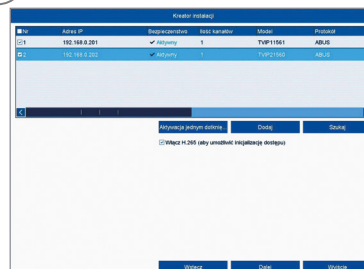 Kreator instalacji
Nr Adres IP Bezpieczeństwo Ilość kanałów Model Protokół
1 192.168.0.201 Aktywny 1 TVIP11561 ABUS
2 192.168.0.202 Aktywny 1 TVIP21560 ABUS
Aktywacja jednym dotknię... Dodaj Szukaj
Włącz H.265 (aby umożliwić inicjalizację dostępu)
Wstecz Dalej Wyjście